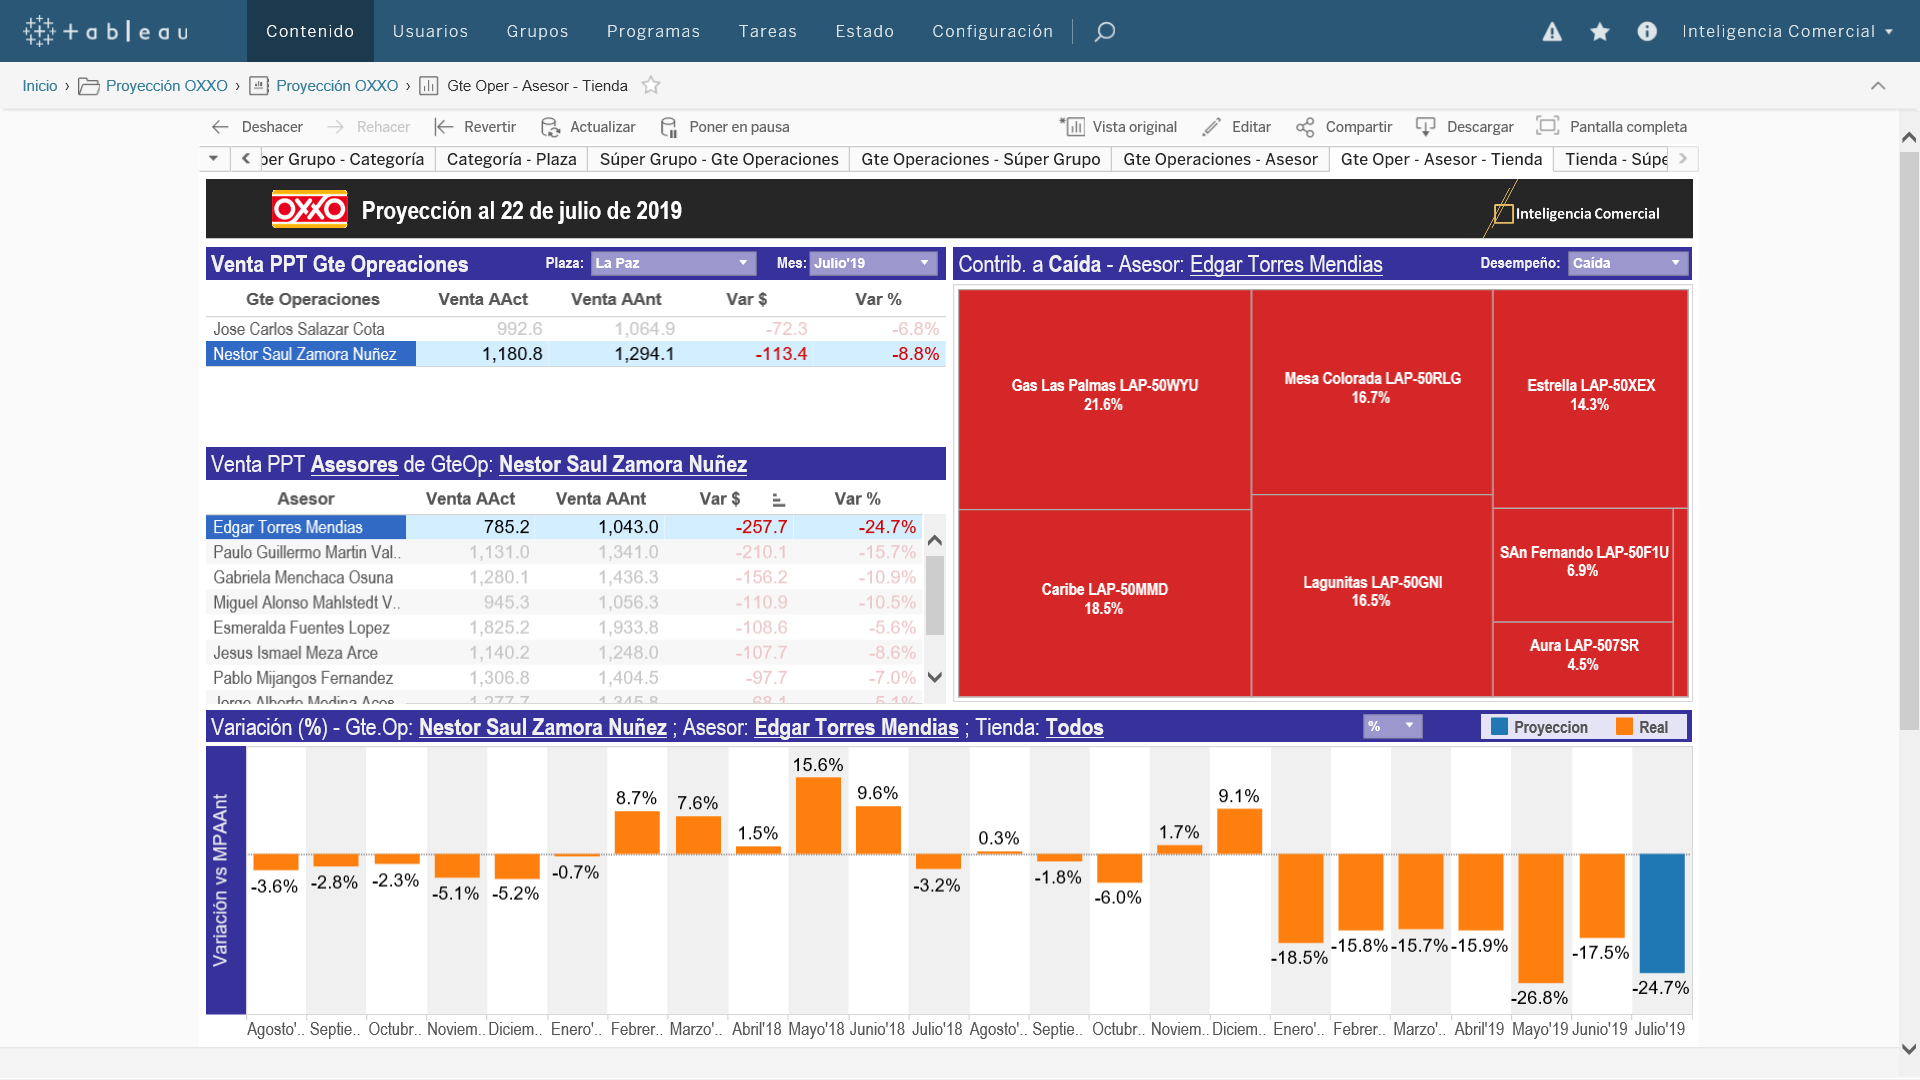 tableau Contenido Usuarios Grupos Programas Tareas Estado Configuración Inteligencia Comercial
Inicio › Proyección OXXO › Proyección OXXO › Gte Oper - Asesor - Tienda
Deshacer Rehacer Revertir Actualizar Poner en pausa Vista original Editar Compartir Descargar Pantalla completa
per Grupo - Categoría Categoría - Plaza Súper Grupo - Gte Operaciones Gte Operaciones - Súper Grupo Gte Operaciones - Asesor Gte Oper - Asesor - Tienda Tienda - Súpe
OXXO Proyección al 22 de julio de 2019 Inteligencia Comercial
Venta PPT Gte Opreaciones Plaza: La Paz Mes: Julio'19
Gte Operaciones Venta AAct Venta AAnt Var $ Var %
Jose Carlos Salazar Cota 992.6 1,064.9 -72.3 -6.8%
Nestor Saul Zamora Nuñez 1,180.8 1,294.1 -113.4 -8.8%
Venta PPT Asesores de GteOp: Nestor Saul Zamora Nuñez
Asesor Venta AAct Venta AAnt Var $ Var %
Edgar Torres Mendias 785.2 1,043.0 -257.7 -24.7%
Paulo Guillermo Martin Val.. 1,131.0 1,341.0 -210.1 -15.7%
Gabriela Menchaca Osuna 1,280.1 1,436.3 -156.2 -10.9%
Miguel Alonso Mahlstedt V.. 945.3 1,056.3 -110.9 -10.5%
Esmeralda Fuentes Lopez 1,825.2 1,933.8 -108.6 -5.6%
Jesus Ismael Meza Arce 1,140.2 1,248.0 -107.7 -8.6%
Pablo Mijangos Fernandez 1,306.8 1,404.5 -97.7 -7.0%
Jorge Alberto Medina Aces 1,277.7 1,345.8 -68.1 -5.1%
Contrib. a Caída - Asesor: Edgar Torres Mendias Desempeño: Caída
Gas Las Palmas LAP-50WYU
21.6%
Mesa Colorada LAP-50RLG
16.7%
Estrella LAP-50XEX
14.3%
Caribe LAP-50MMD
18.5%
Lagunitas LAP-50GNI
16.5%
SAn Fernando LAP-50F1U
6.9%
Aura LAP-507SR
4.5%
Variación (%) - Gte.Op: Nestor Saul Zamora Nuñez ; Asesor: Edgar Torres Mendias ; Tienda: Todos % Proyeccion Real
Variación vs MPAAnt
-3.6% -2.8% -2.3% -5.1% -5.2% -0.7% 8.7% 7.6% 1.5% 15.6% 9.6% -3.2% 0.3% -1.8% -6.0% 1.7% 9.1% -18.5% -15.8% -15.7% -15.9% -26.8% -17.5% -24.7%
Agosto'.. Septie.. Octubr.. Noviem.. Diciem.. Enero'.. Febrer.. Marzo'.. Abril'18 Mayo'18 Junio'18 Julio'18 Agosto'.. Septie.. Octubr.. Noviem.. Diciem.. Enero'.. Febrer.. Marzo'.. Abril'19 Mayo'19 Junio'19 Julio'19